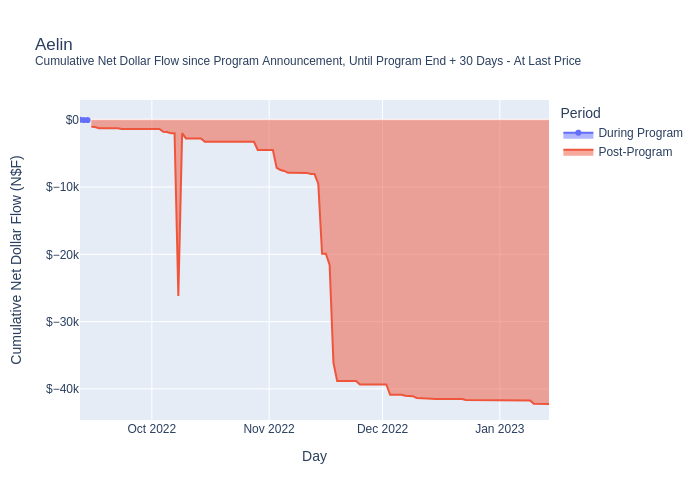 Aelin
Cumulative Net Dollar Flow since Program Announcement, Until Program End + 30 Days - At Last Price
Period
During Program
Post-Program
Cumulative Net Dollar Flow (N$F)
$0
$−10k
$−20k
$−30k
$−40k
Oct 2022
Nov 2022
Dec 2022
Jan 2023
Day